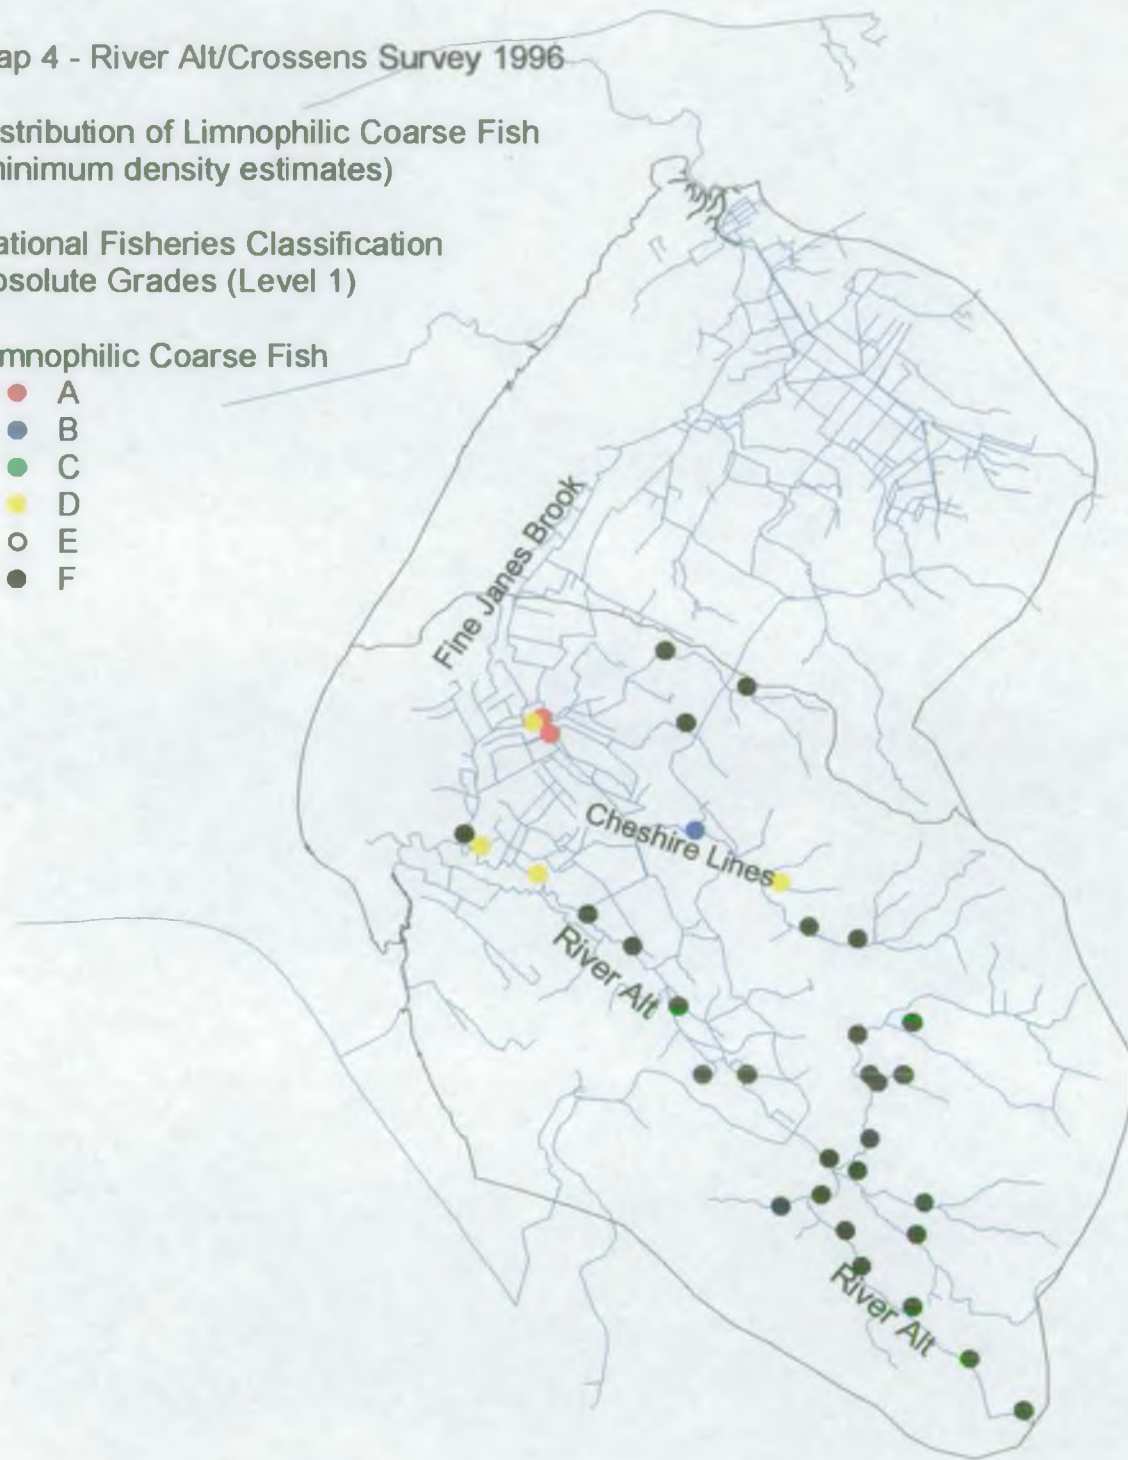 ap 4 - River Alt/Crossens Survey 1996
stribution of Limnophilic Coarse Fish
ninimum density estimates)
ational Fisheries Classification
bsolute Grades (Level 1)
mnophilic Coarse Fish
A
B
C
D
E
F
Fine Janes Brook
Cheshire Lines
River Alt
River Alt